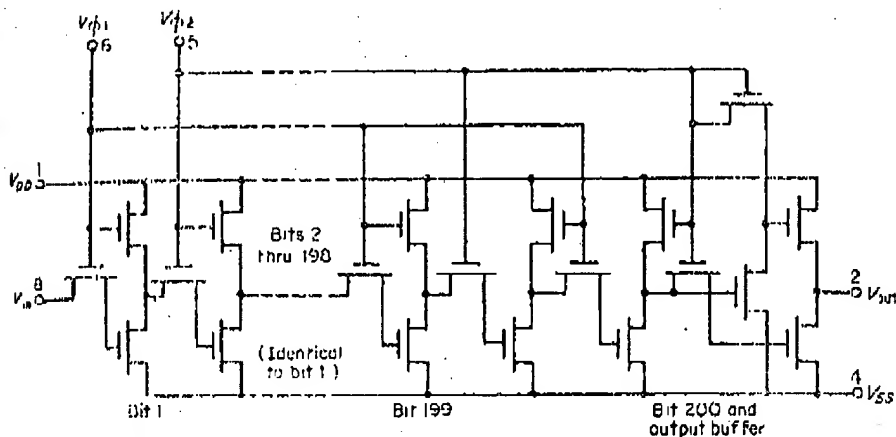 Vϕ1
6
Vϕ2
5
VDD 1
8
VIN
Bits 2
thru 198
(Identical
to bit 1)
2
VOUT
4
VSS
Bit 1
Bit 199
Bit 200 and
output buffer